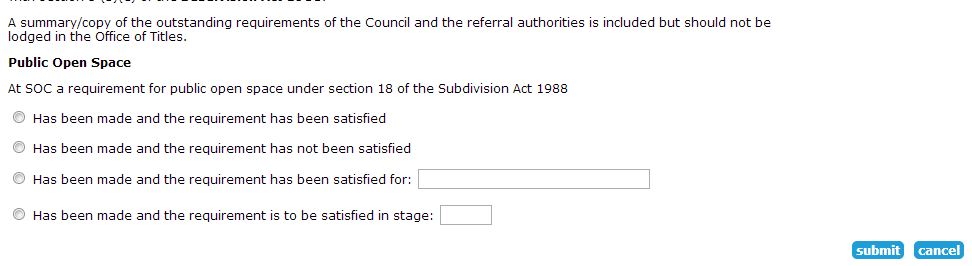 A summary/copy of the outstanding requirements of the Council and the referral authorities is included but should not be
lodged in the Office of Titles.
Public Open Space
At SOC a requirement for public open space under section 18 of the Subdivision Act 1988
Has been made and the requirement has been satisfied
Has been made and the requirement has not been satisfied
Has been made and the requirement has been satisfied for:
Has been made and the requirement is to be satisfied in stage:
submit cancel